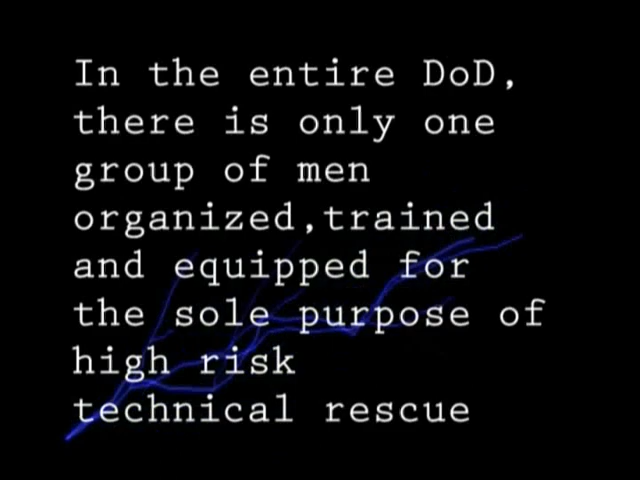 In the entire DoD,
there is only one
group of men
organized,trained
and equipped for
the sole purpose of
high risk
technical rescue